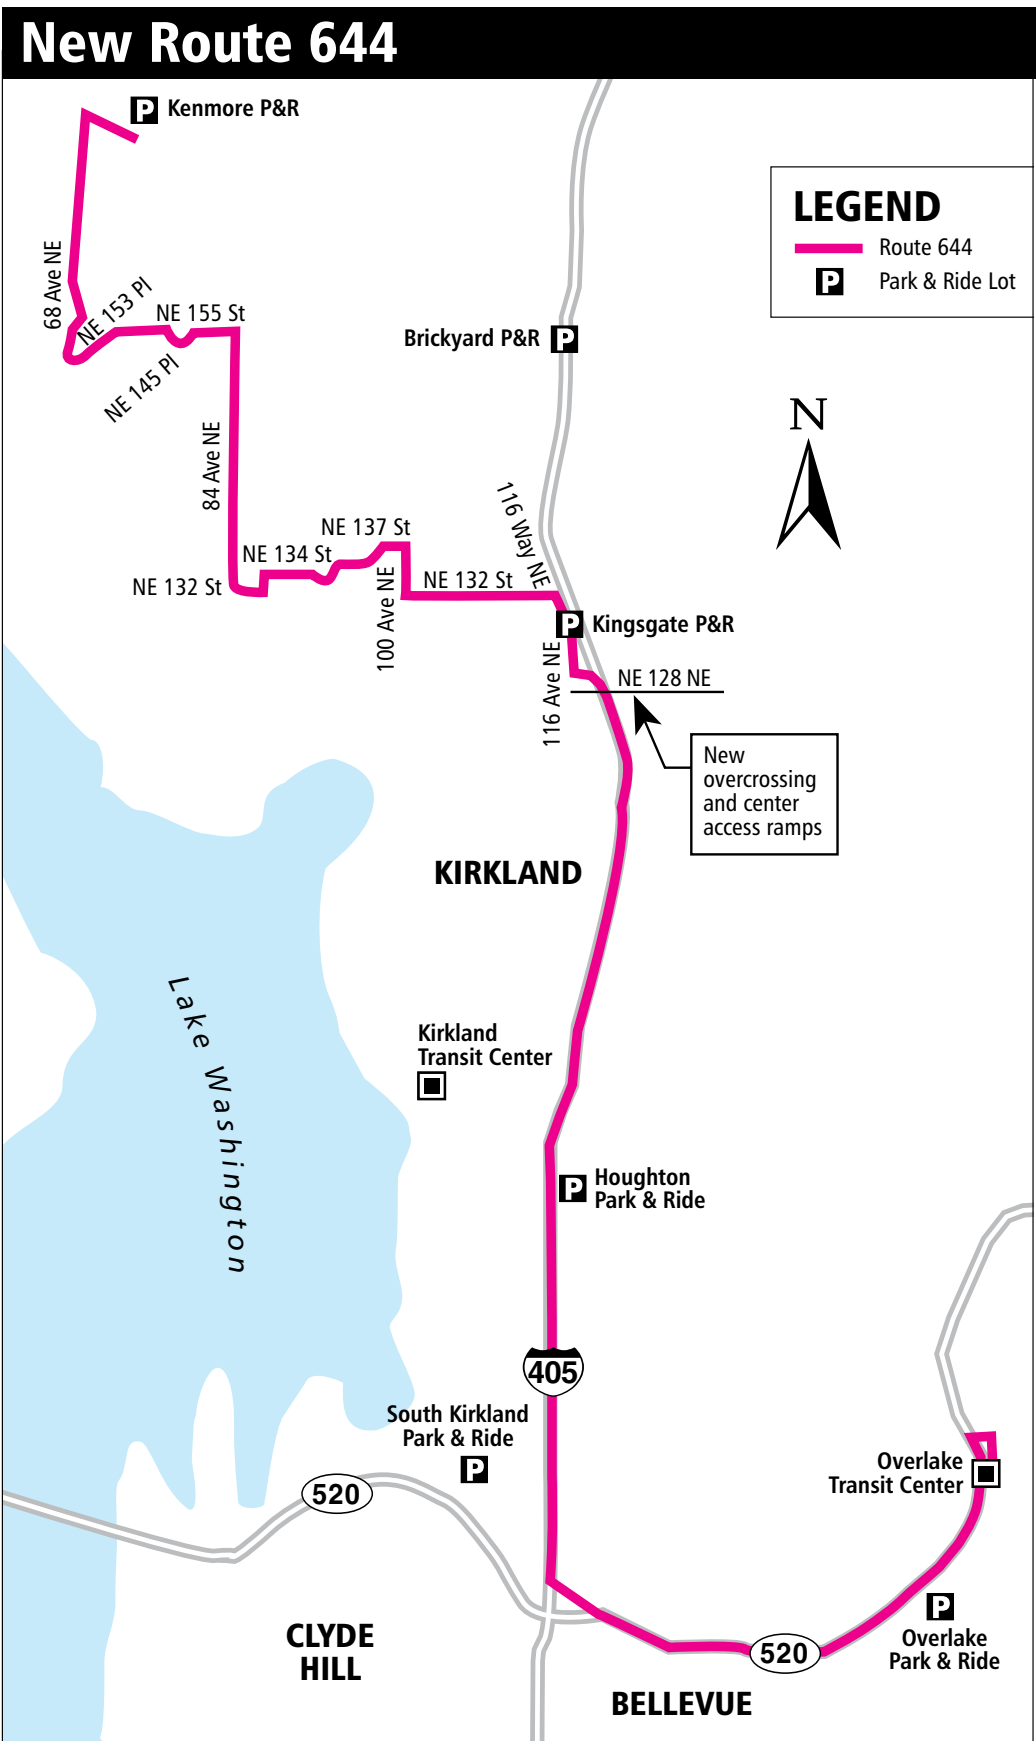 New Route 644
P Kenmore P&R
LEGEND
Route 644
P Park & Ride Lot
68 Ave NE
NE 153 Pl
NE 155 St
NE 145 Pl
Brickyard P&R P
N
84 Ave NE
116 Way NE
NE 137 St
NE 134 St
NE 132 St
100 Ave NE
NE 132 St
P Kingsgate P&R
116 Ave NE
NE 128 NE
New
overcrossing
and center
access ramps
KIRKLAND
Lake Washington
Kirkland
Transit Center
P Houghton
Park & Ride
405
South Kirkland
Park & Ride
P
520
Overlake
Transit Center
P
Overlake
Park & Ride
CLYDE
HILL
520
BELLEVUE